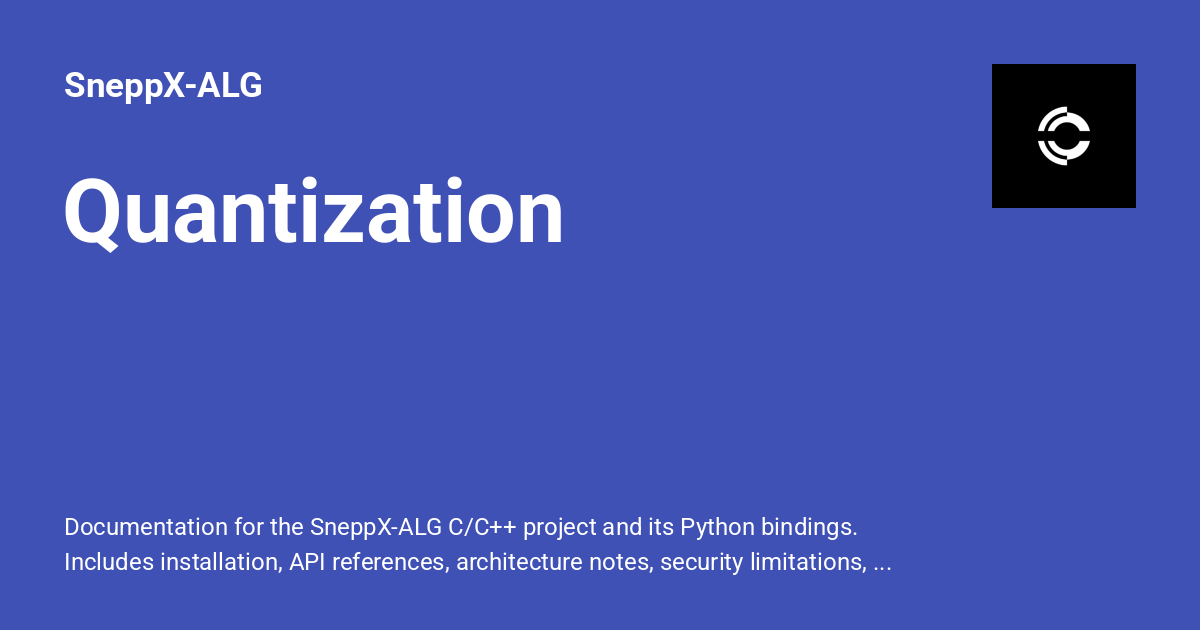 SneppX-ALG
Quantization
Documentation for the SneppX-ALG C/C++ project and its Python bindings.
Includes installation, API references, architecture notes, security limitations, ...